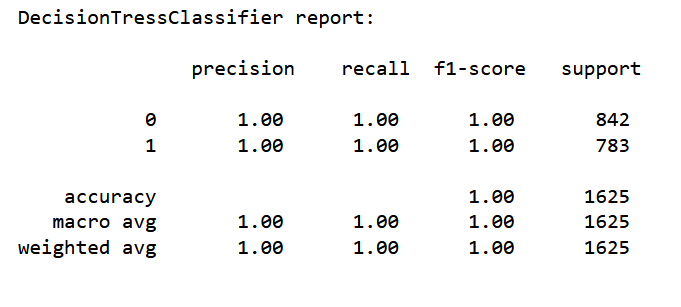 DecisionTressClassifier report:
precision recall f1-score support
0 1.00 1.00 1.00 842
1 1.00 1.00 1.00 783
accuracy 1.00 1625
macro avg 1.00 1.00 1.00 1625
weighted avg 1.00 1.00 1.00 1625